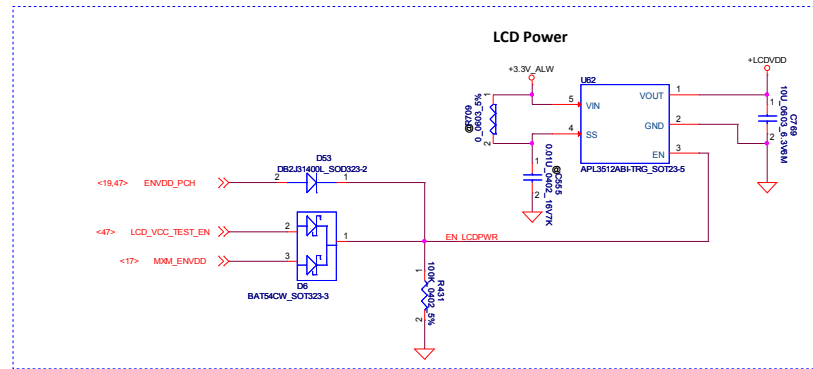 LCD Power
+3.3V_ALW
+LCDVDD
U62
1
0_0603_5%
R709
@
2
5
VIN
VOUT
1
4
SS
GND
2
EN
3
APL3512ABI-TRG_SOT23-5
1
10U_0603_6.3V6M
C769
2
1
0.01U_0402_16V7K
@C555
2
D53
DB2J31400L_SOD323-2
<19,47>
ENVDD_PCH
2
1
<47>
LCD_VCC_TEST_EN
2
1
EN_LCDPWR
<17>
MXM_ENVDD
3
D6
BAT54CW_SOT323-3
1
100K_0402_5%
R431
2